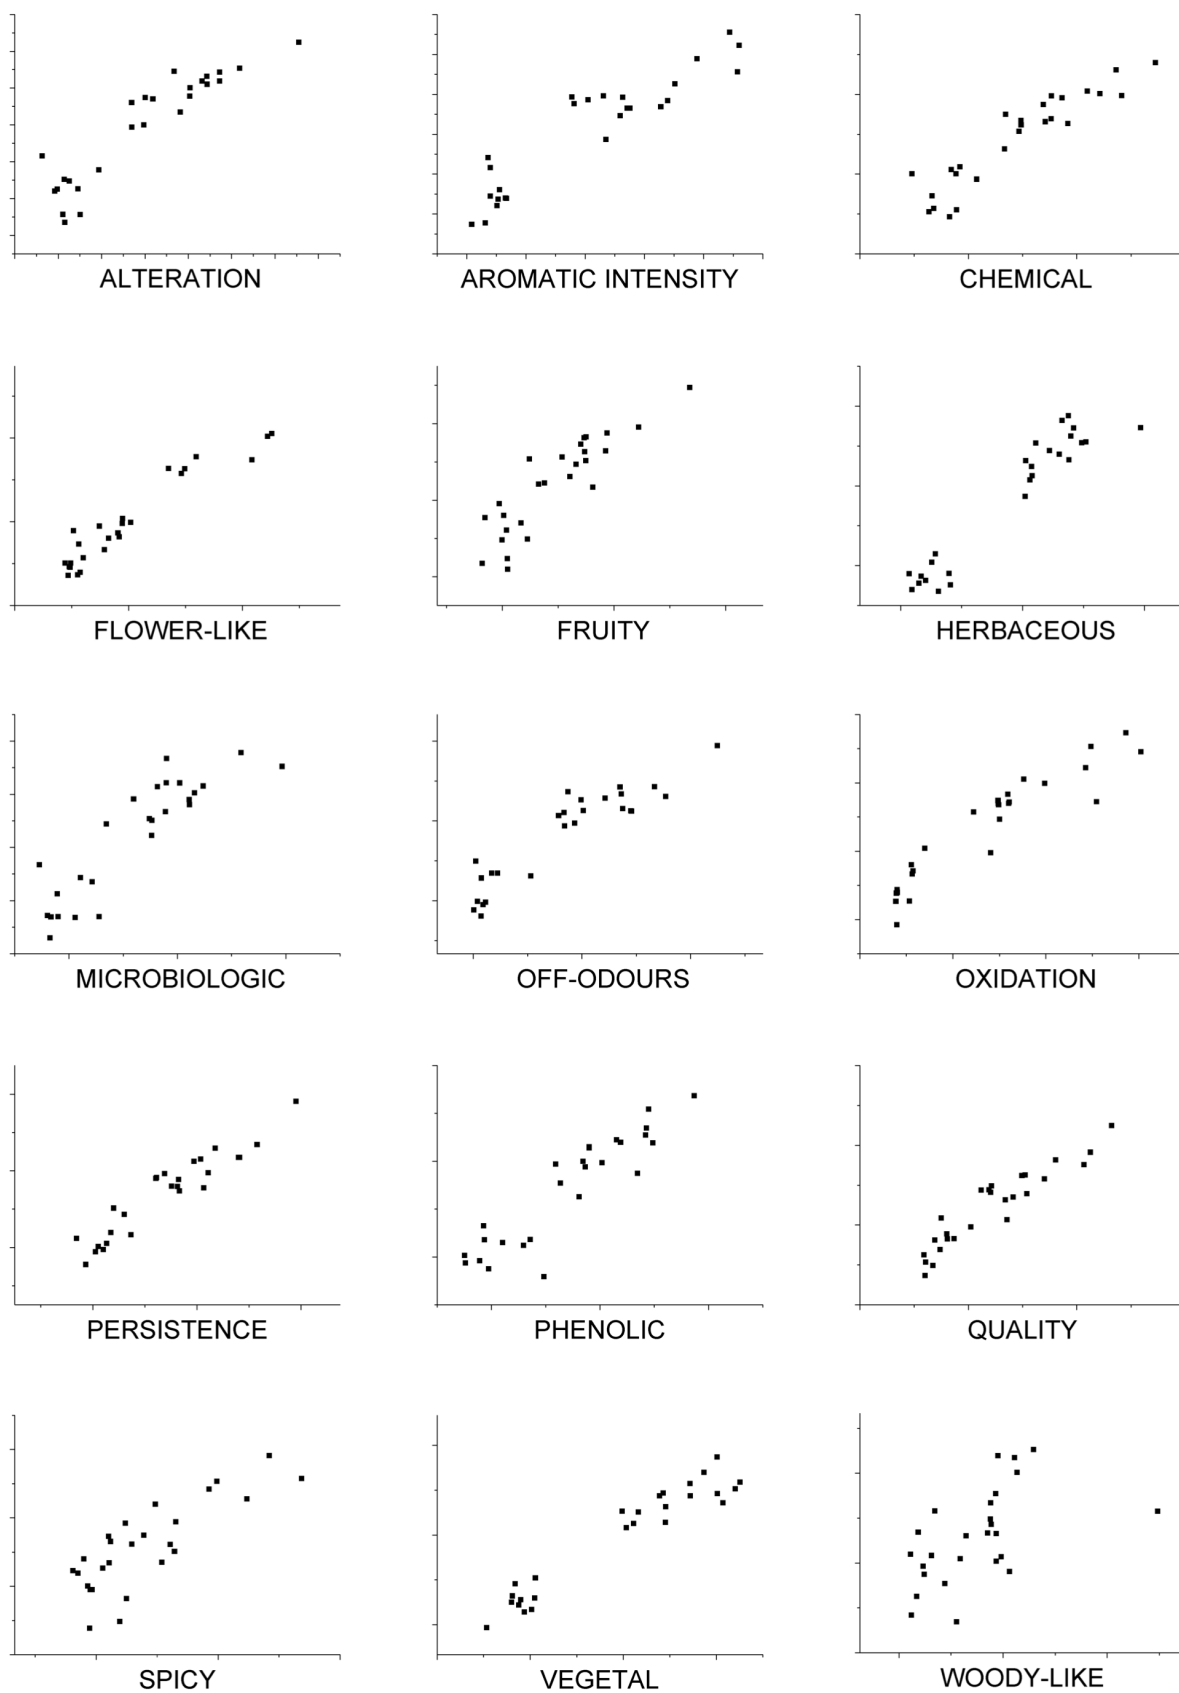 ALTERATION
AROMATIC INTENSITY
CHEMICAL
FLOWER-LIKE
FRUITY
HERBACEOUS
MICROBIOLOGIC
OFF-ODOURS
OXIDATION
PERSISTENCE
PHENOLIC
QUALITY
SPICY
VEGETAL
WOODY-LIKE